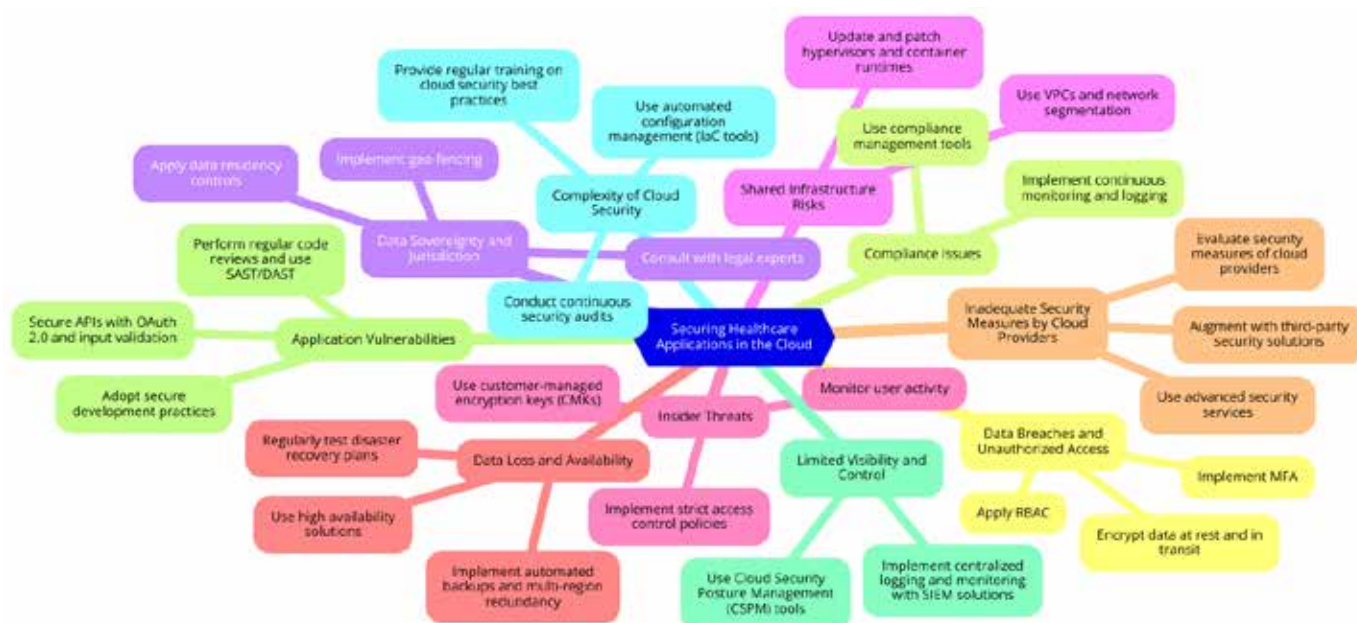 Update and patch
hypervisors and container
runtimes
Provide regular training on
cloud security best
practices
Use automated
configuration
management (IaC tools)
Use VPCs and network
segmentation
Use compliance
management tools
Apply data residency
controls
Implement geo-fencing
Complexity of Cloud
Security
Shared Infrastructure
Risks
Implement continuous
monitoring and logging
Perform regular code
reviews and use
SAST/DAST
Data Sovereignty and
Jurisdiction
Consult with legal experts
Compliance Issues
Evaluate security
measures of cloud
providers
Conduct continuous
security audits
Secure APIs with OAuth
2.0 and input validation
Application Vulnerabilities
Securing Healthcare
Applications in the Cloud
Inadequate Security
Measures by Cloud
Providers
Augment with third-party
security solutions
Adopt secure
development practices
Use customer-managed
encryption keys (CMKs)
Insider Threats
Monitor user activity
Use advanced security
services
Regularly test disaster
recovery plans
Data Loss and Availability
Limited Visibility and
Control
Data Breaches and
Unauthorized Access
Implement MFA
Use high availability
solutions
Implement strict access
control policies
Apply RBAC
Encrypt data at rest and in
transit
Implement automated
backups and multi-region
redundancy
Use Cloud Security
Posture Management
(CSPM) tools
Implement centralized
logging and monitoring
with SIEM solutions